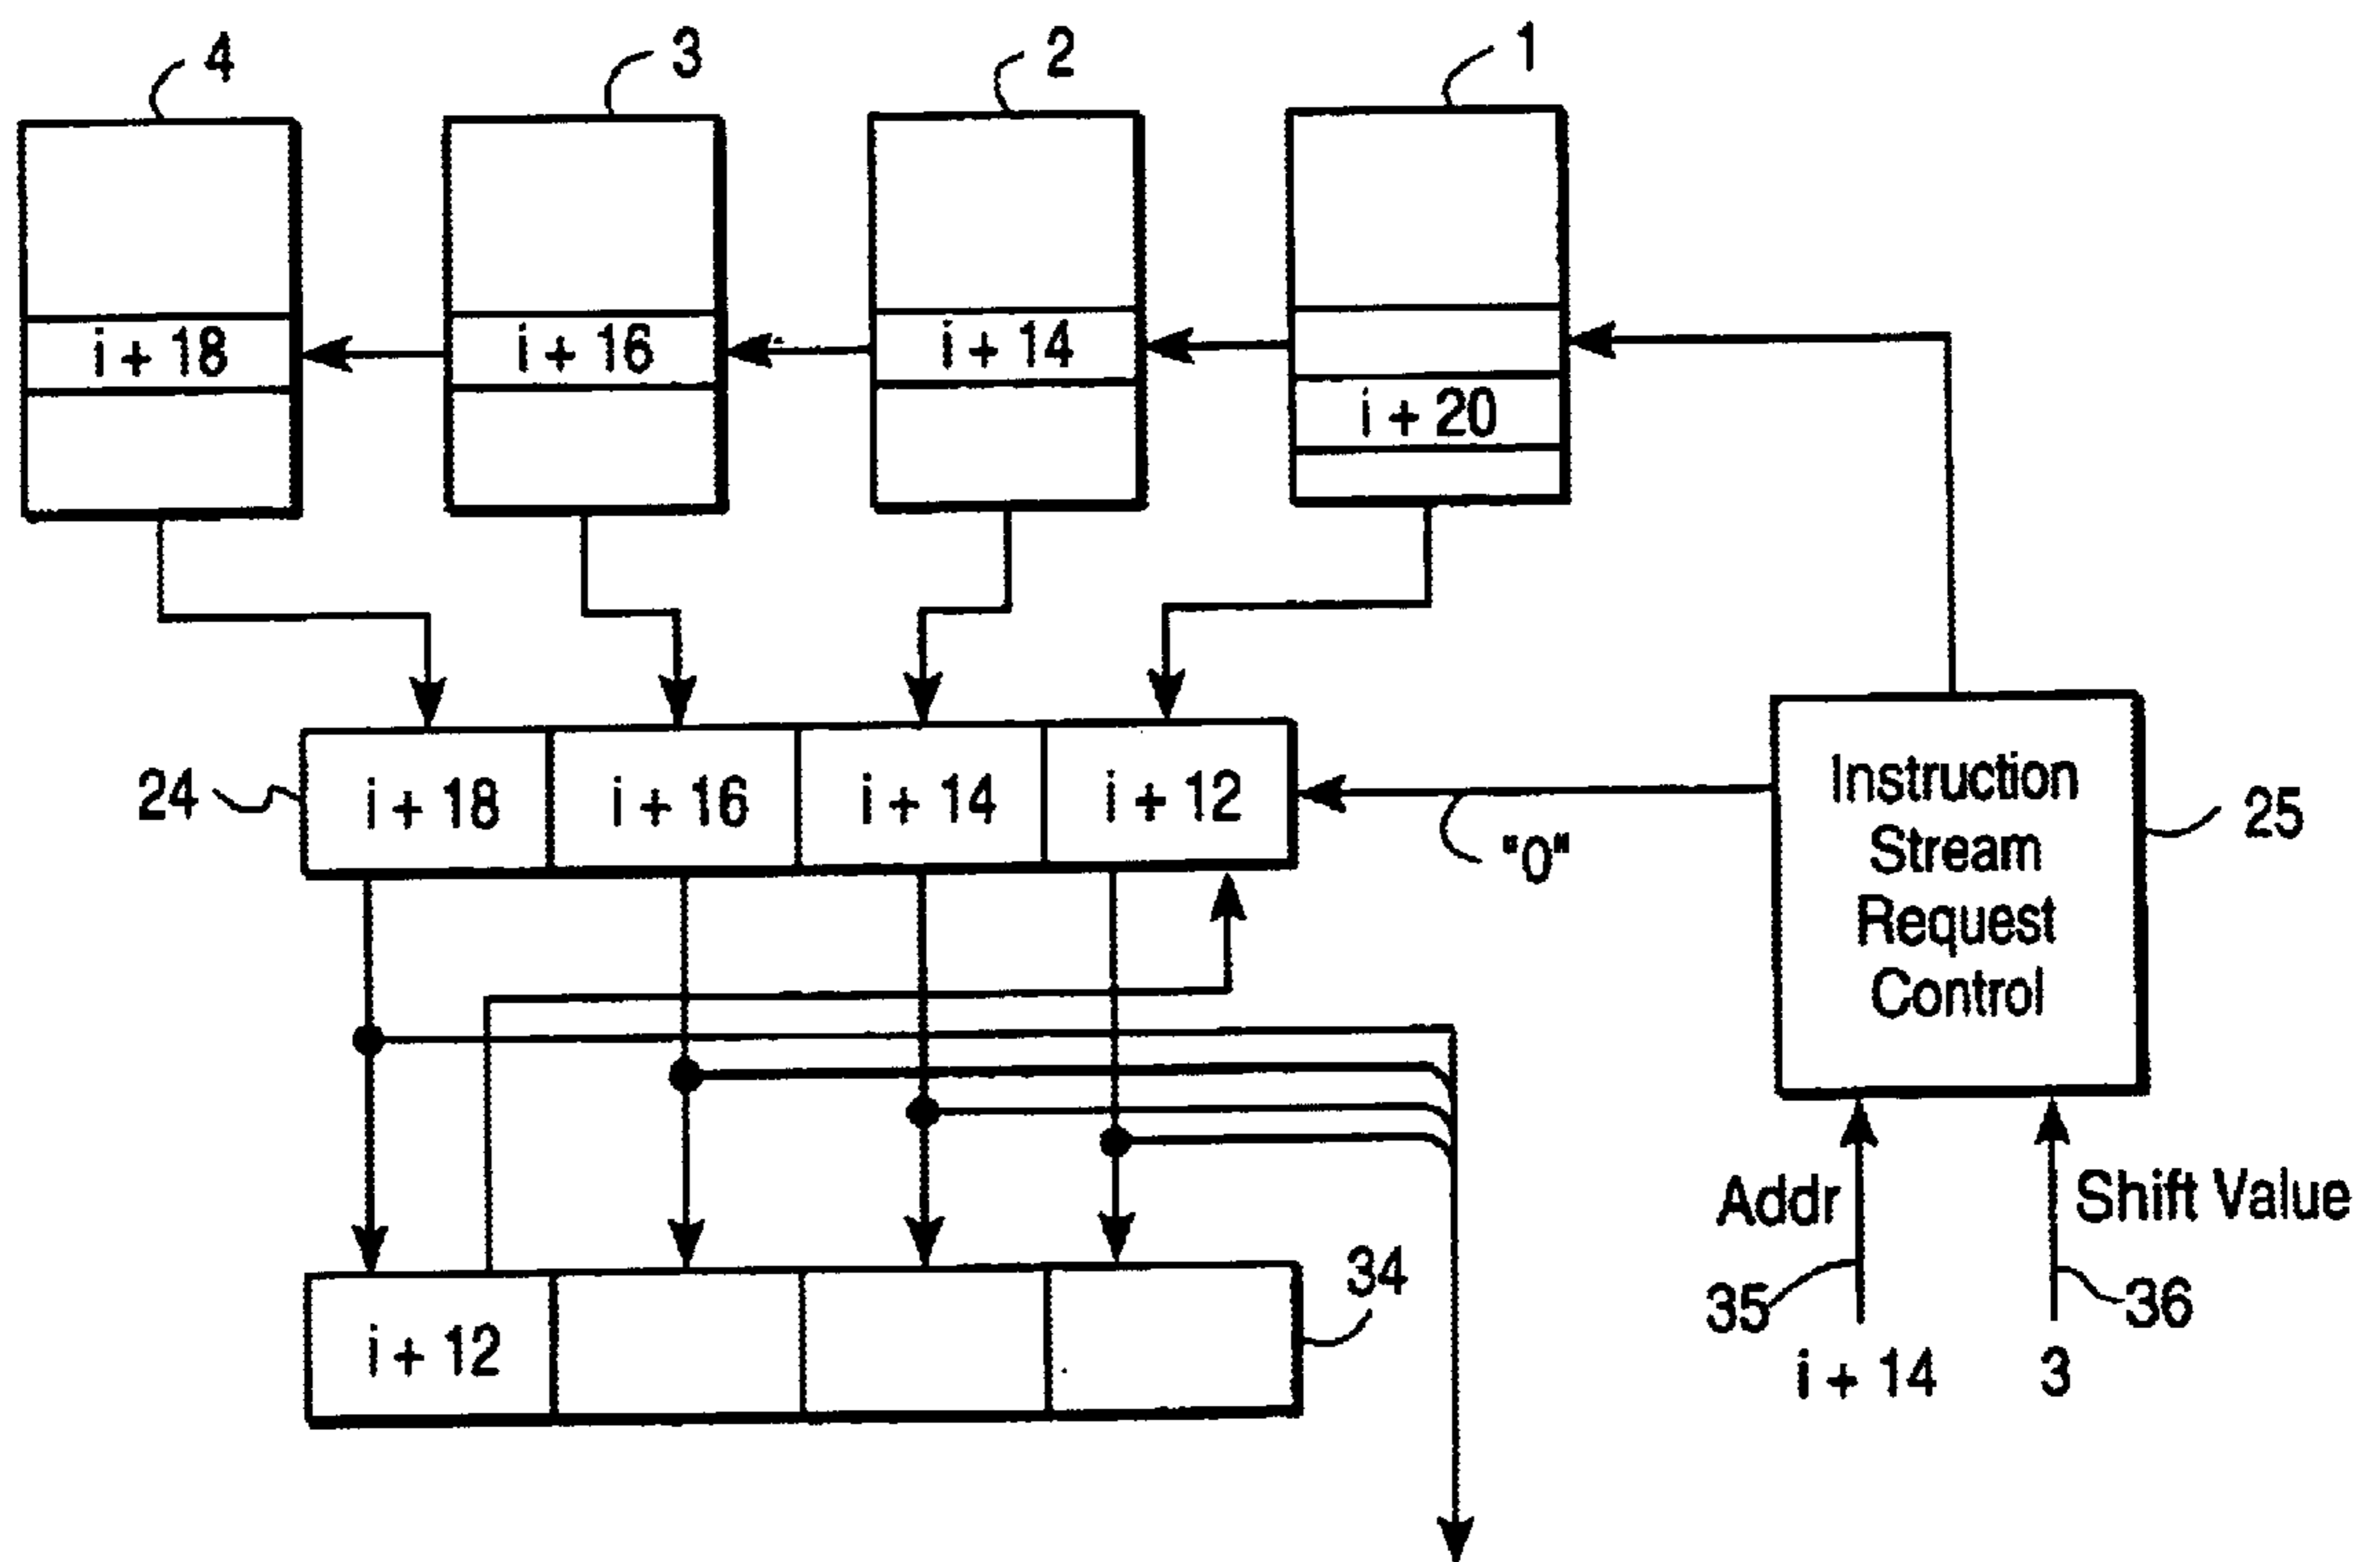 4
3
2
1
i + 18
i + 16
i + 14
i + 20
24
i + 18
i + 16
i + 14
i + 12
"0"
Instruction
Stream
Request
Control
25
Addr
Shift Value
35
36
i + 14
3
34
i + 12